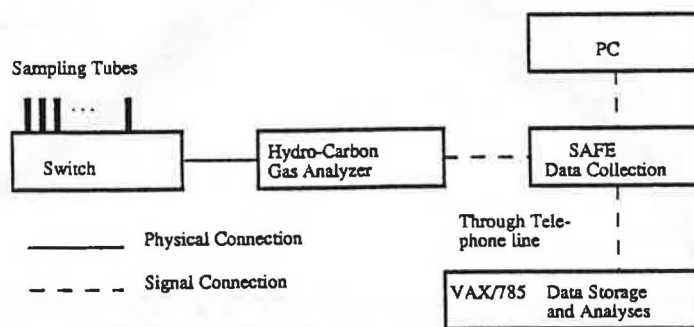 PC
Sampling Tubes
...
Switch
Hydro-Carbon
Gas Analyzer
SAFE
Data Collection
Through Tele-
phone line
Physical Connection
Signal Connection
VAX/785 Data Storage
and Analyses